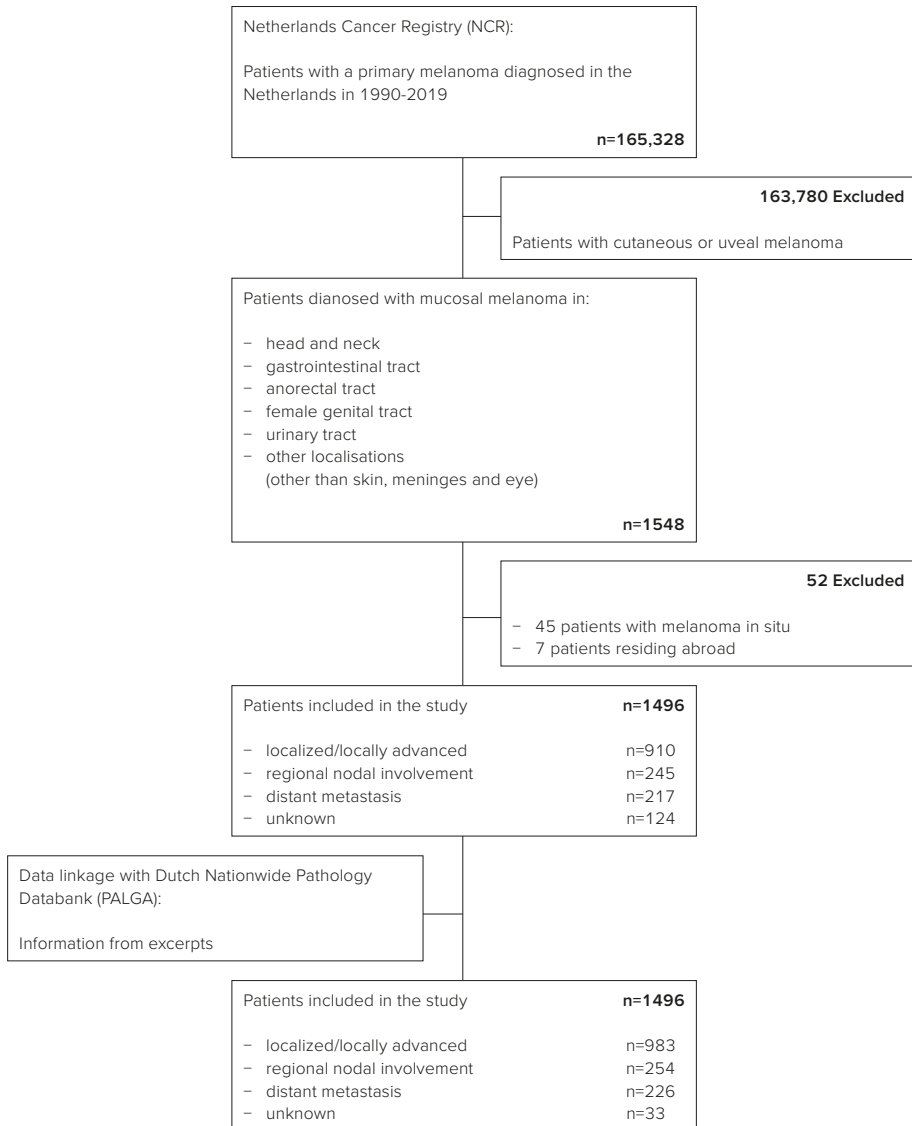 Netherlands Cancer Registry (NCR):
Patients with a primary melanoma diagnosed in the
Netherlands in 1990-2019
n=165,328
163,780 Excluded
Patients with cutaneous or uveal melanoma
Patients dianosed with mucosal melanoma in:
– head and neck
– gastrointestinal tract
– anorectal tract
– female genital tract
– urinary tract
– other localisations
(other than skin, meninges and eye)
n=1548
52 Excluded
– 45 patients with melanoma in situ
– 7 patients residing abroad
Patients included in the study n=1496
– localized/locally advanced n=910
– regional nodal involvement n=245
– distant metastasis n=217
– unknown n=124
Data linkage with Dutch Nationwide Pathology
Databank (PALGA):
Information from excerpts
Patients included in the study n=1496
– localized/locally advanced n=983
– regional nodal involvement n=254
– distant metastasis n=226
– unknown n=33